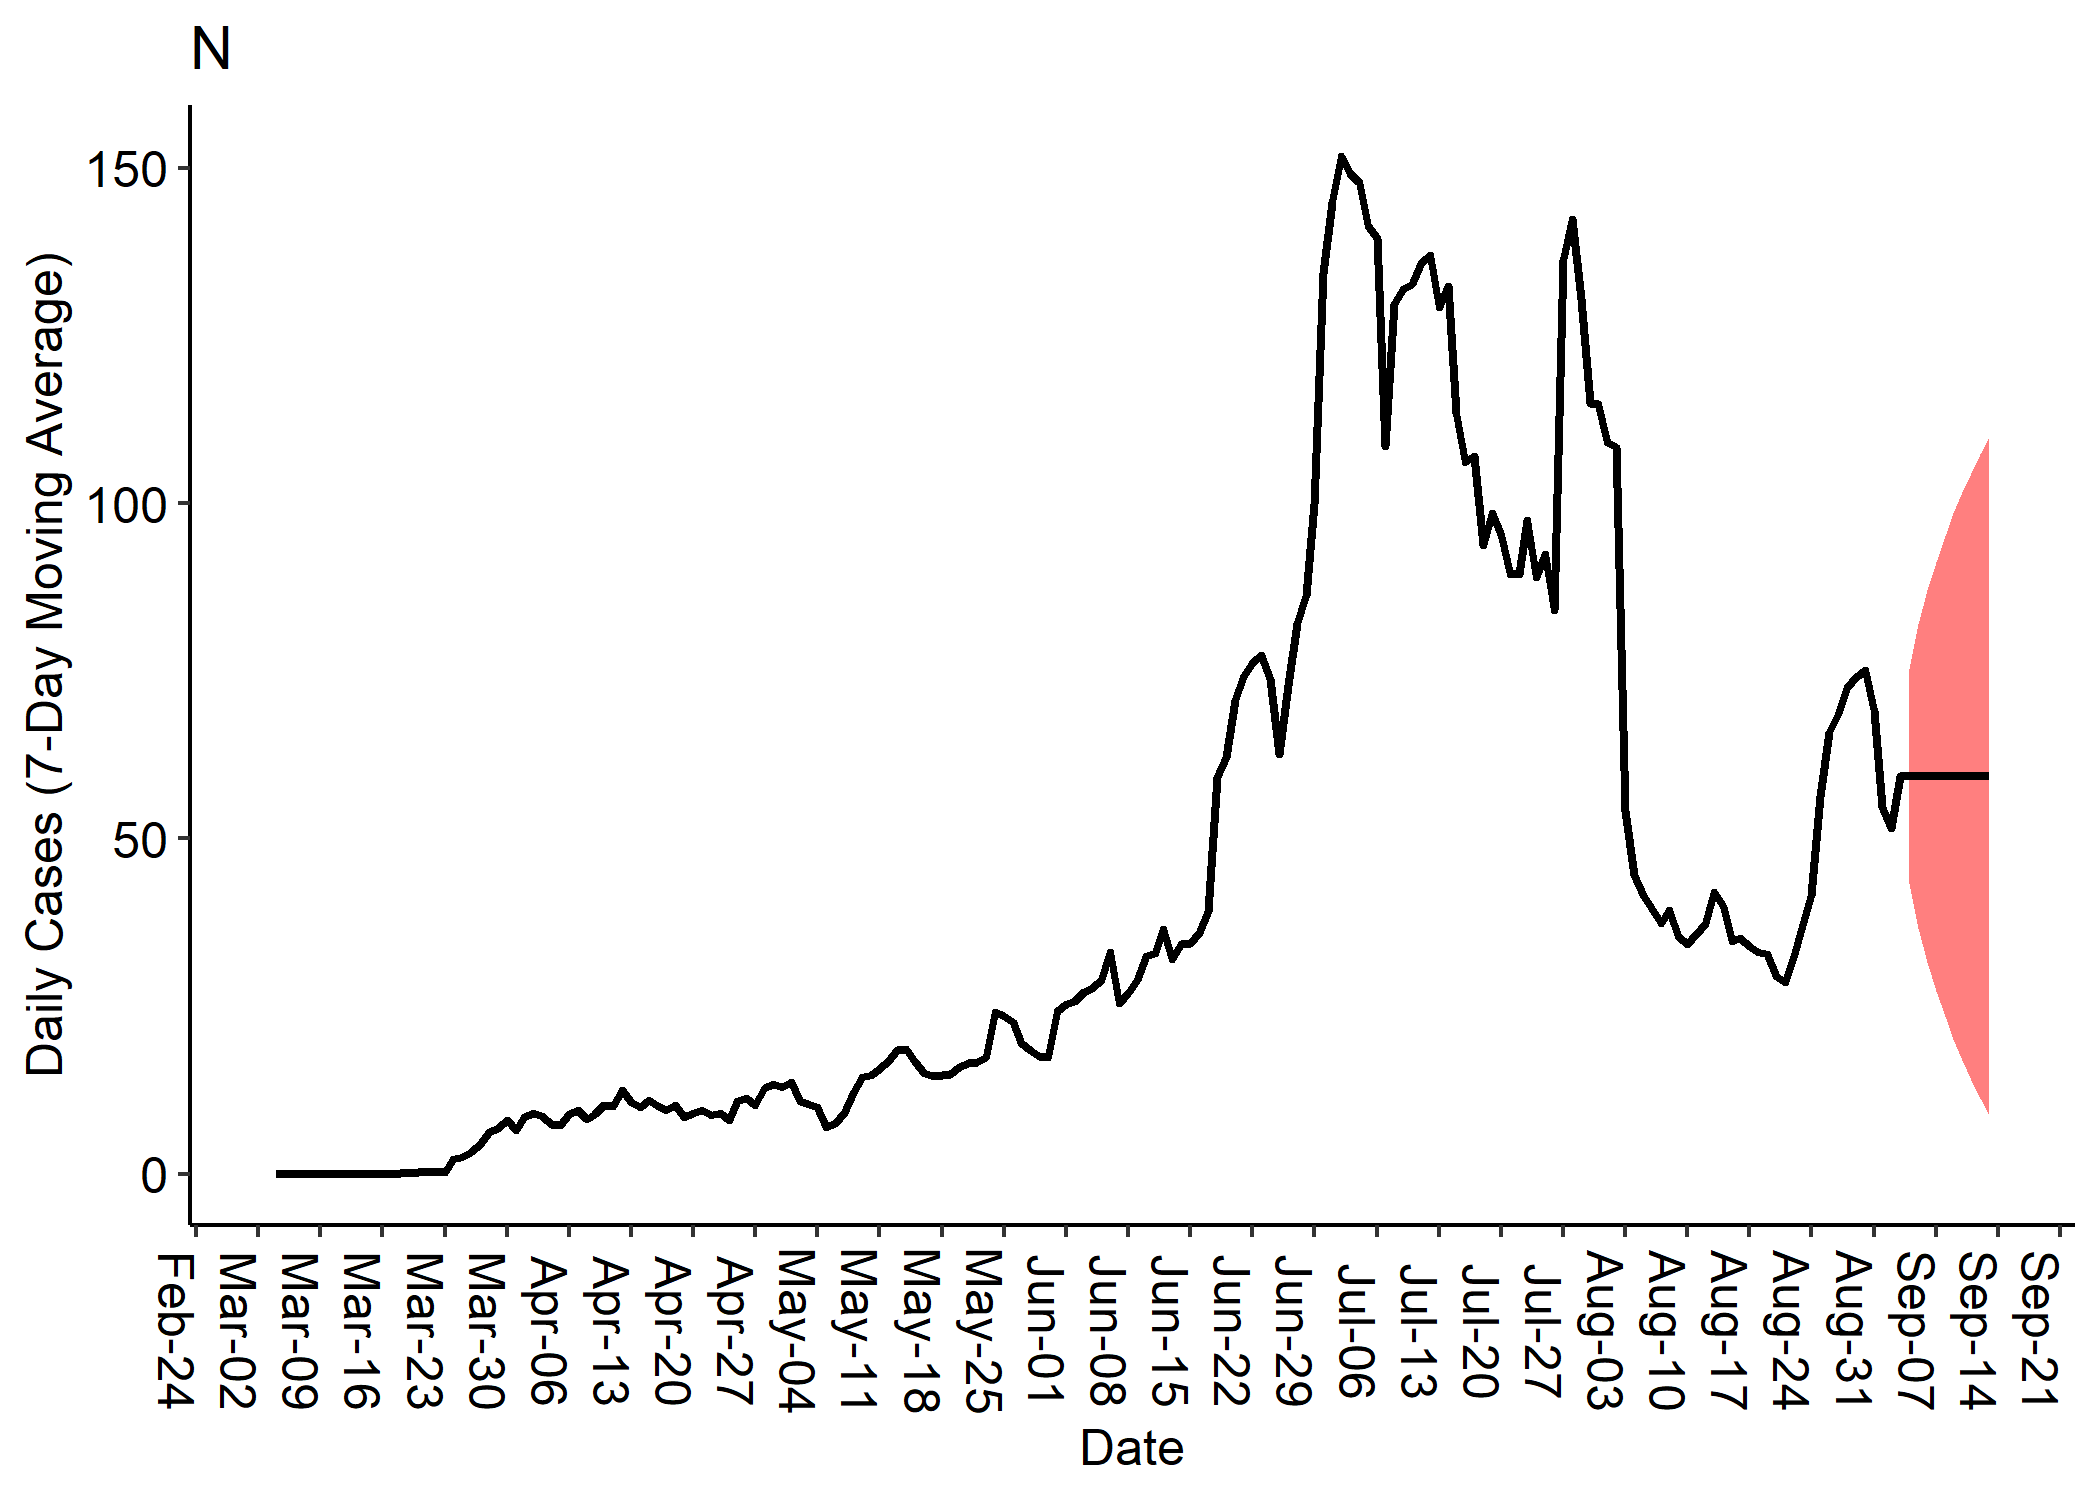 N
Daily Cases (7-Day Moving Average)
150
100
50
0
Feb-24
Mar-02
Mar-09
Mar-16
Mar-23
Mar-30
Apr-06
Apr-13
Apr-20
Apr-27
May-04
May-11
May-18
May-25
Jun-01
Jun-08
Jun-15
Jun-22
Jun-29
Jul-06
Jul-13
Jul-20
Jul-27
Aug-03
Aug-10
Aug-17
Aug-24
Aug-31
Sep-07
Sep-14
Sep-21
Date